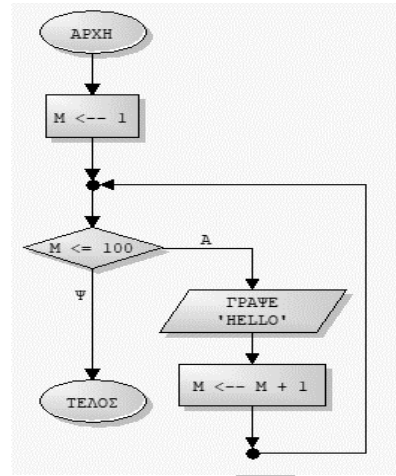 ΑΡΧΗ
M <-- 1
M <= 100
Α
Ψ
ΓΡΑΨΕ
'HELLO'
M <-- M + 1
ΤΕΛΟΣ